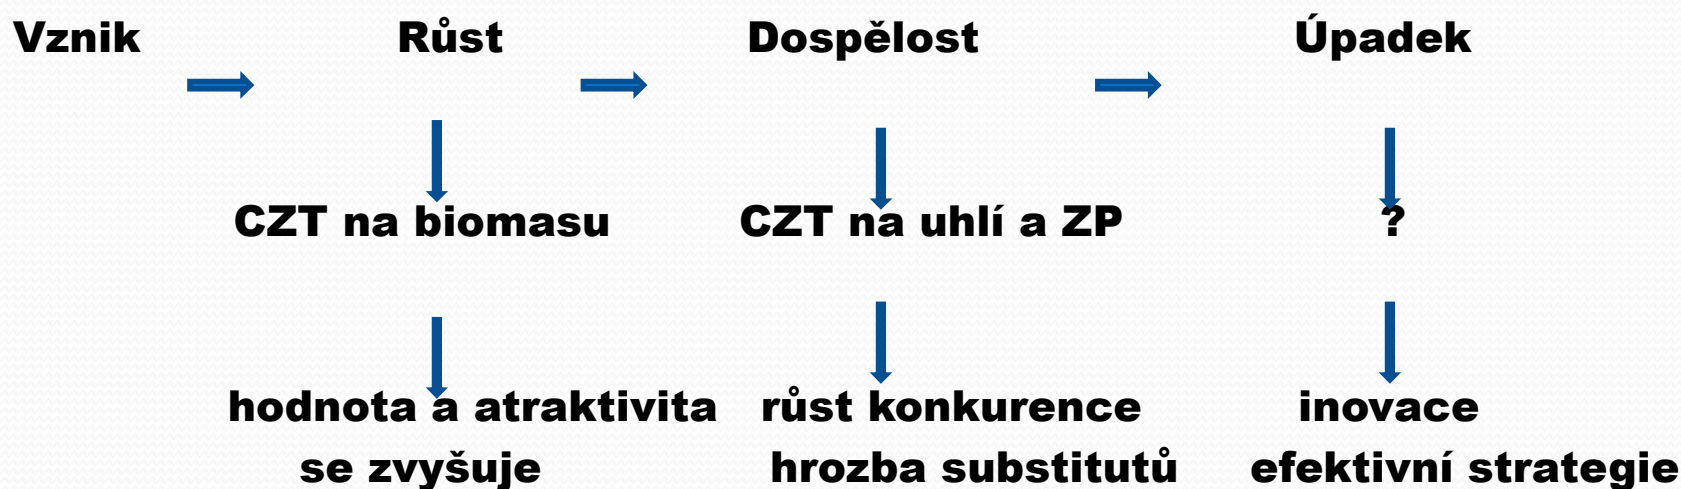 Vznik Růst Dospělost Úpadek
CZT na biomasu CZT na uhlí a ZP ?
hodnota a atraktivita růst konkurence inovace
se zvyšuje hrozba substitutů efektivní strategie